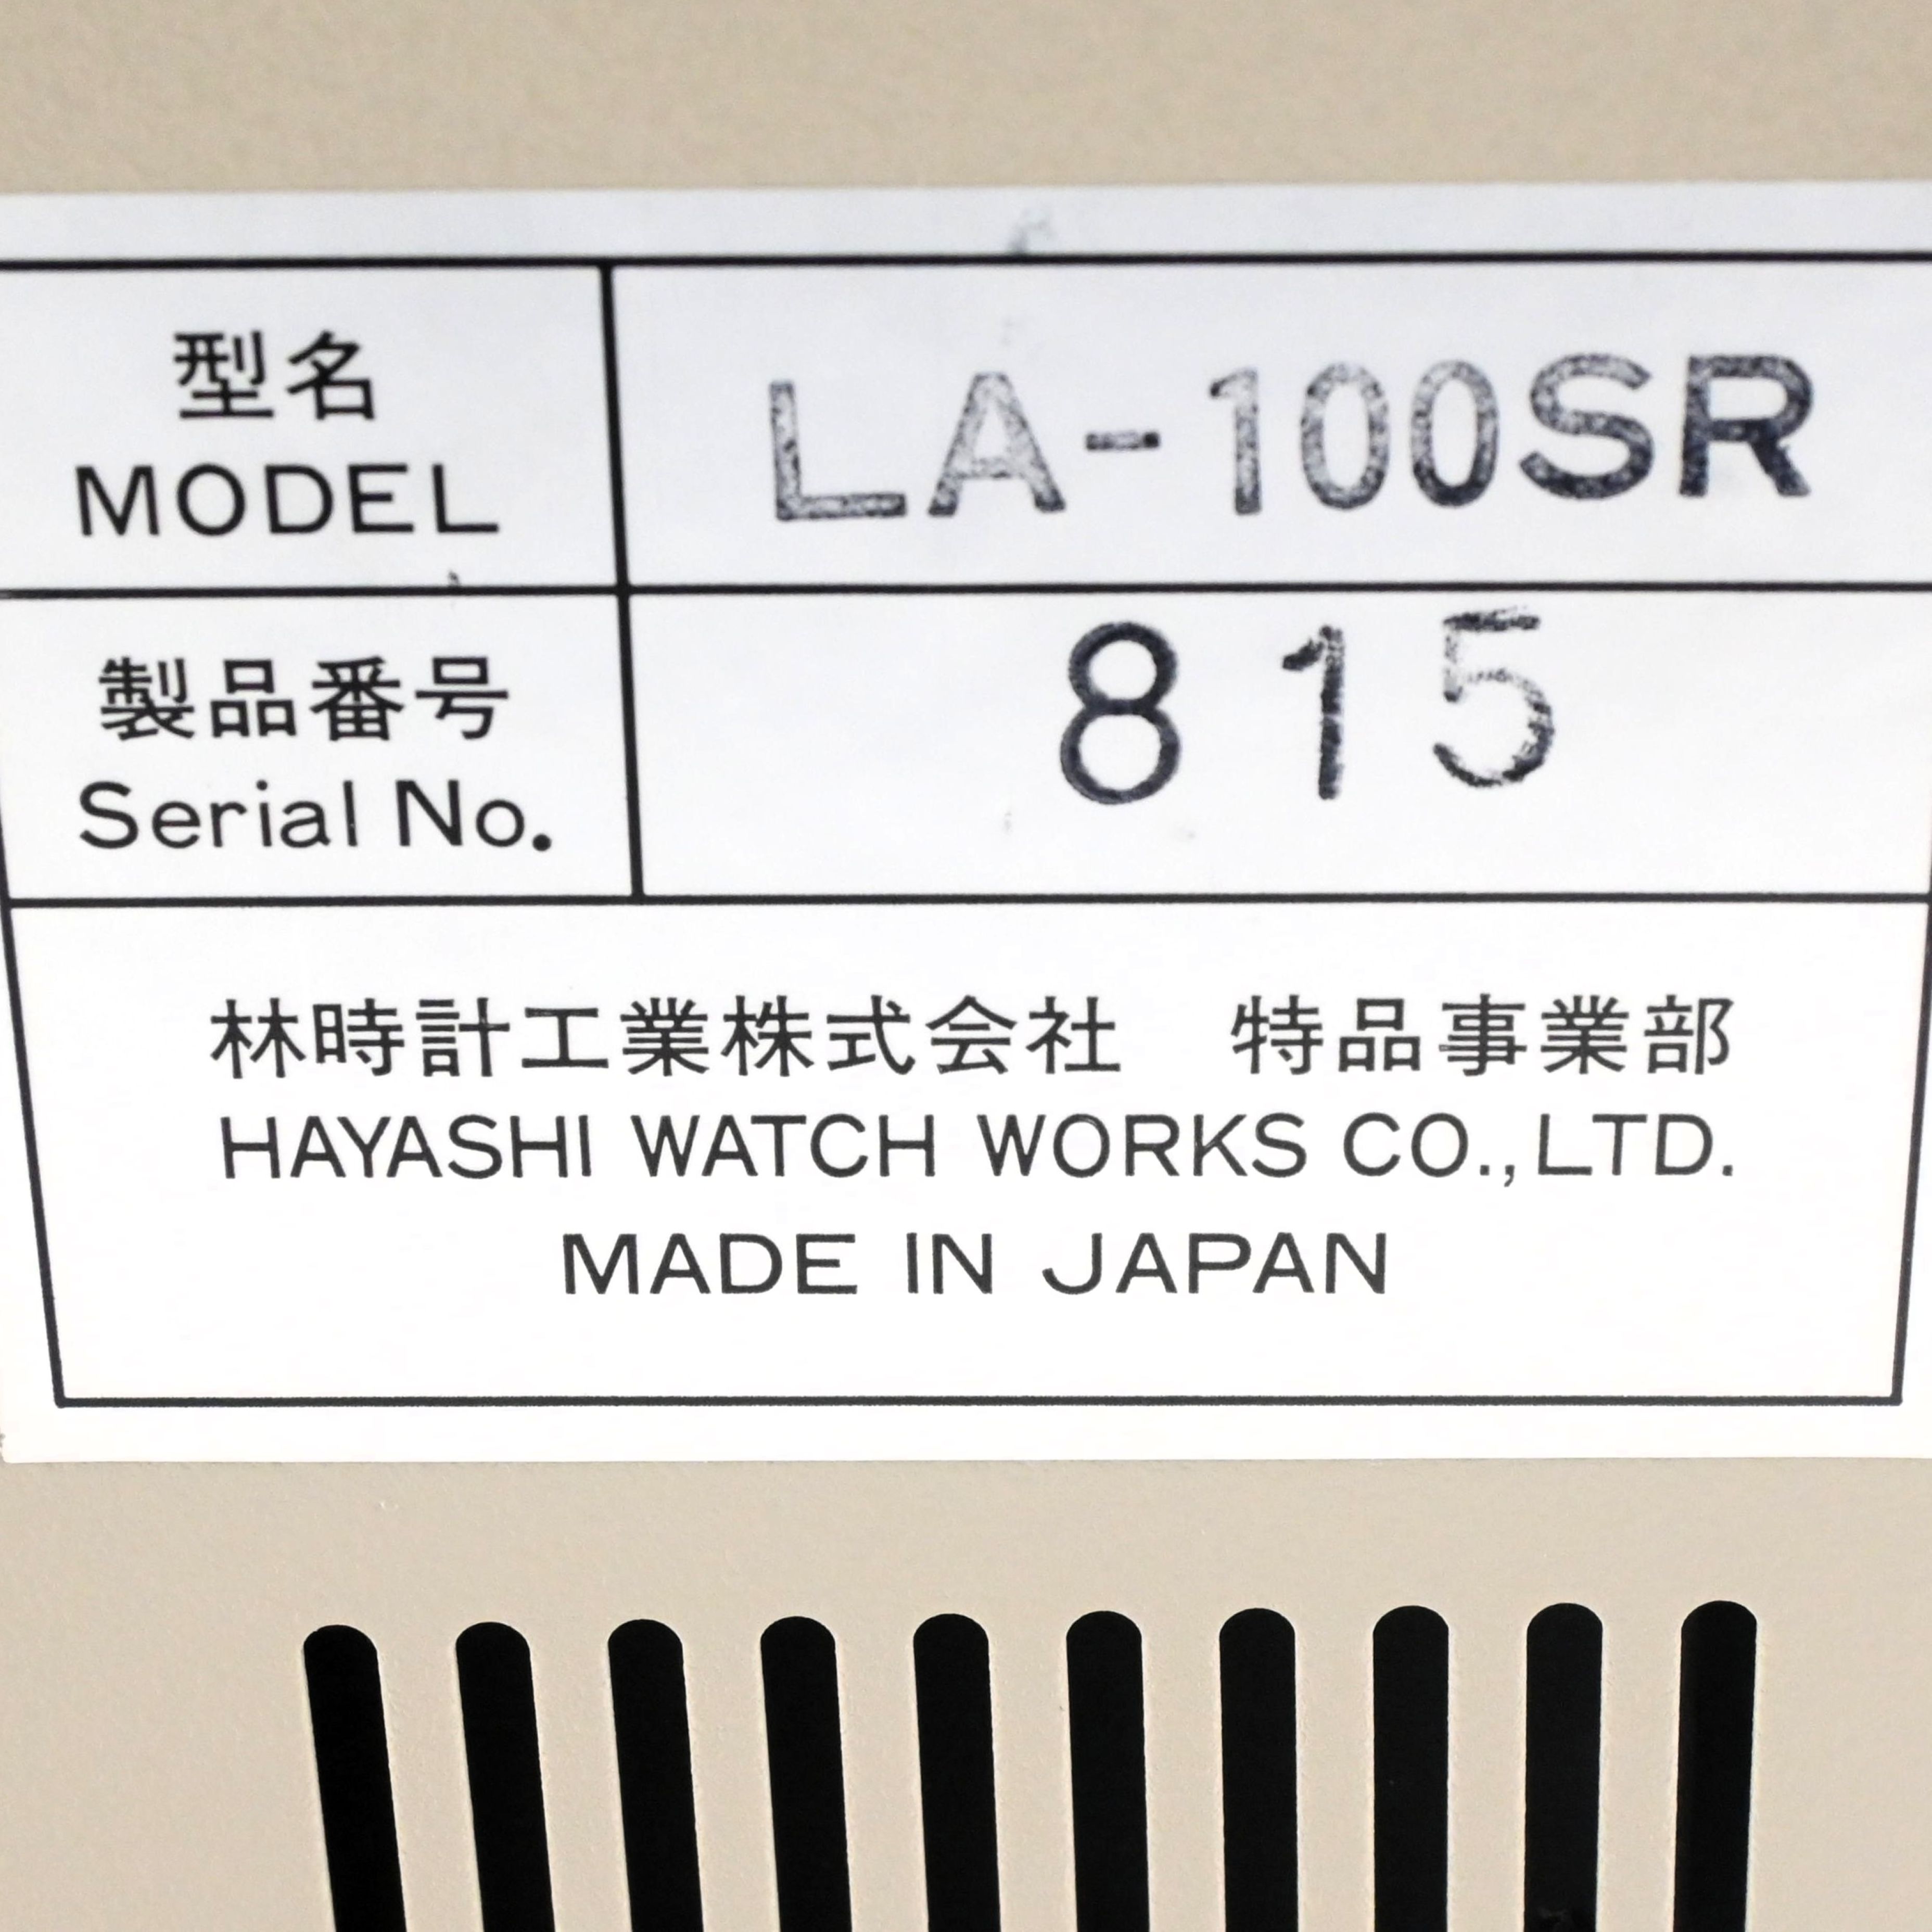 型名
MODEL
LA-100SR
製品番号
Serial No.
815
林時計工業株式会社 特品事業部
HAYASHI WATCH WORKS CO.,LTD.
MADE IN JAPAN